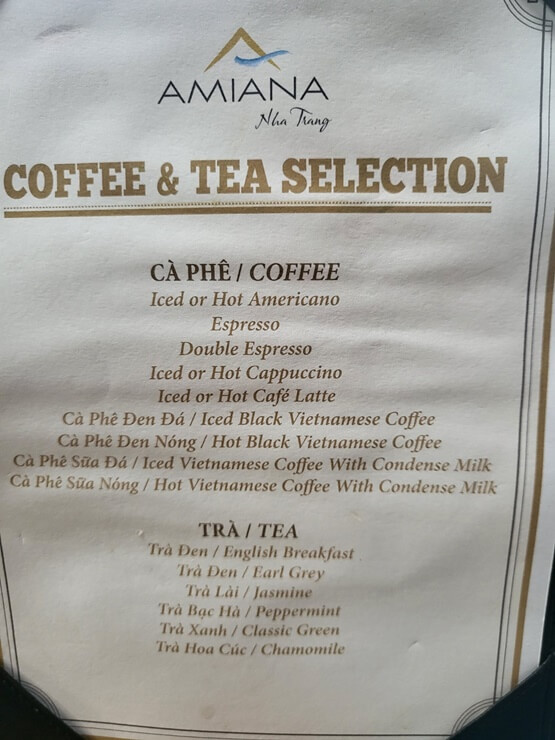 AMIANA
Nha Trang
COFFEE & TEA SELECTION
CÀ PHÊ / COFFEE
Iced or Hot Americano
Espresso
Double Espresso
Iced or Hot Cappuccino
Iced or Hot Café Latte
Cà Phê Đen Đá / Iced Black Vietnamese Coffee
Cà Phê Đen Nóng / Hot Black Vietnamese Coffee
Cà Phê Sữa Đá / Iced Vietnamese Coffee With Condense Milk
Cà Phê Sữa Nóng / Hot Vietnamese Coffee With Condense Milk
TRÀ / TEA
Trà Đen / English Breakfast
Trà Đen / Earl Grey
Trà Lài / Jasmine
Trà Bạc Hà / Peppermint
Trà Xanh / Classic Green
Trà Hoa Cúc / Chamomile